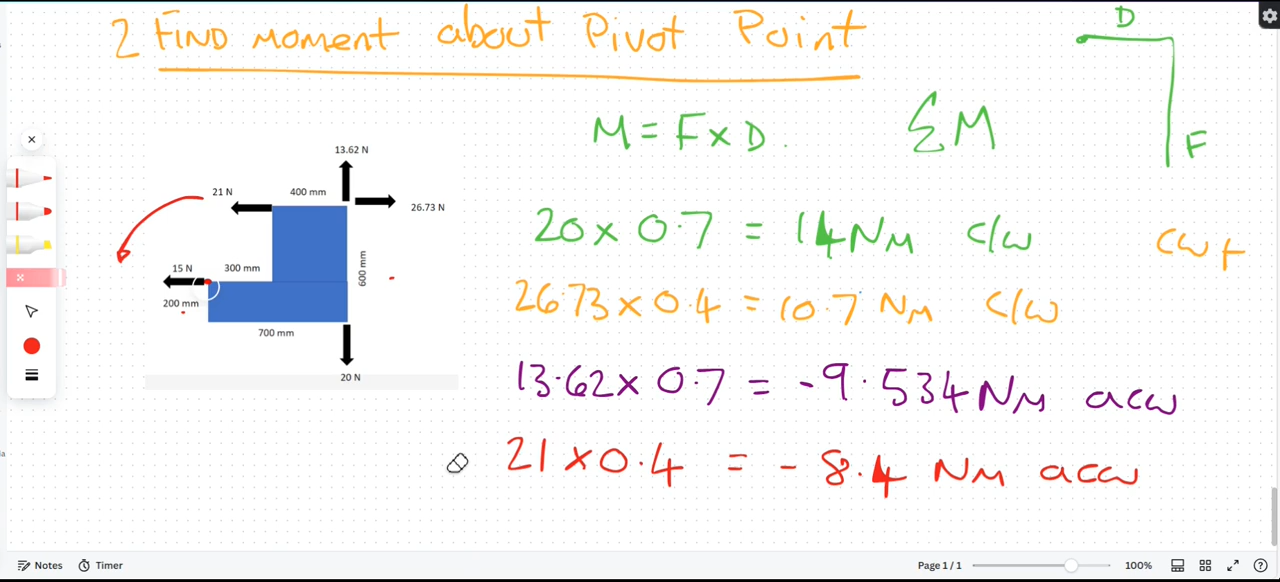 2 FIND MOMENT about Pivot Point
D
F
M = F x D.
ΣM
13.62 N
21 N
400 mm
26.73 N
20 x 0.7 = 14 NM c/w
cw +
600 mm
15 N
300 mm
200 mm
26.73 x 0.4 = 10.7 NM c/w
700 mm
20 N
13.62 x 0.7 = -9.534 NM acw
21 x 0.4 = - 8.4 NM acw
Notes
Timer
Page 1 / 1
100%